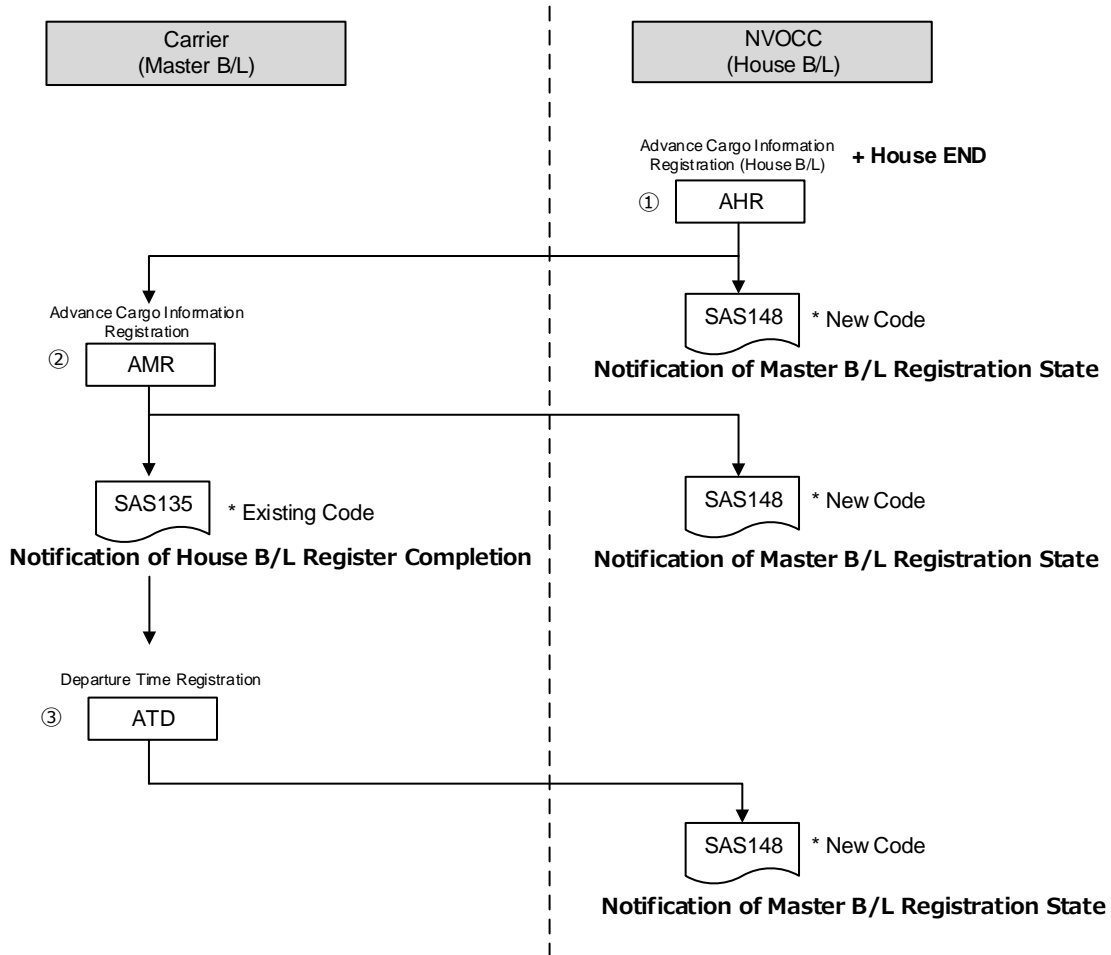 Carrier
(Master B/L)
NVOCC
(House B/L)
Advance Cargo Information
Registration (House B/L)
+ House END
①
AHR
SAS148
* New Code
Notification of Master B/L Registration State
Advance Cargo Information
Registration
②
AMR
SAS135
* Existing Code
Notification of House B/L Register Completion
SAS148
* New Code
Notification of Master B/L Registration State
Departure Time Registration
③
ATD
SAS148
* New Code
Notification of Master B/L Registration State